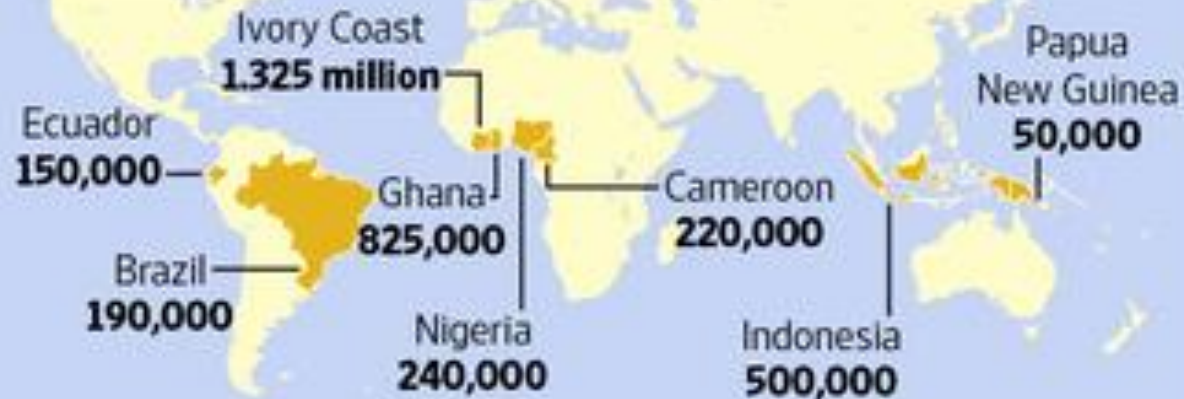 Ivory Coast
1.325 million
Papua
New Guinea
50,000
Ecuador
150,000
Ghana
825,000
Cameroon
220,000
Brazil
190,000
Nigeria
240,000
Indonesia
500,000